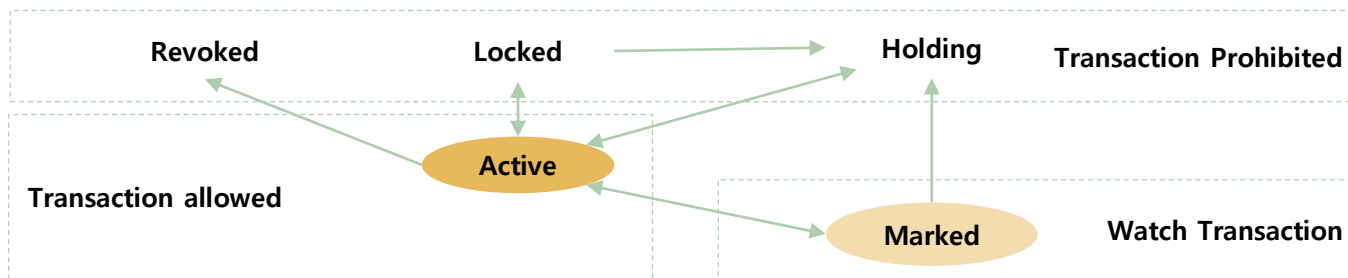 Revoked
Locked
Holding
Transaction Prohibited
Active
Transaction allowed
Marked
Watch Transaction